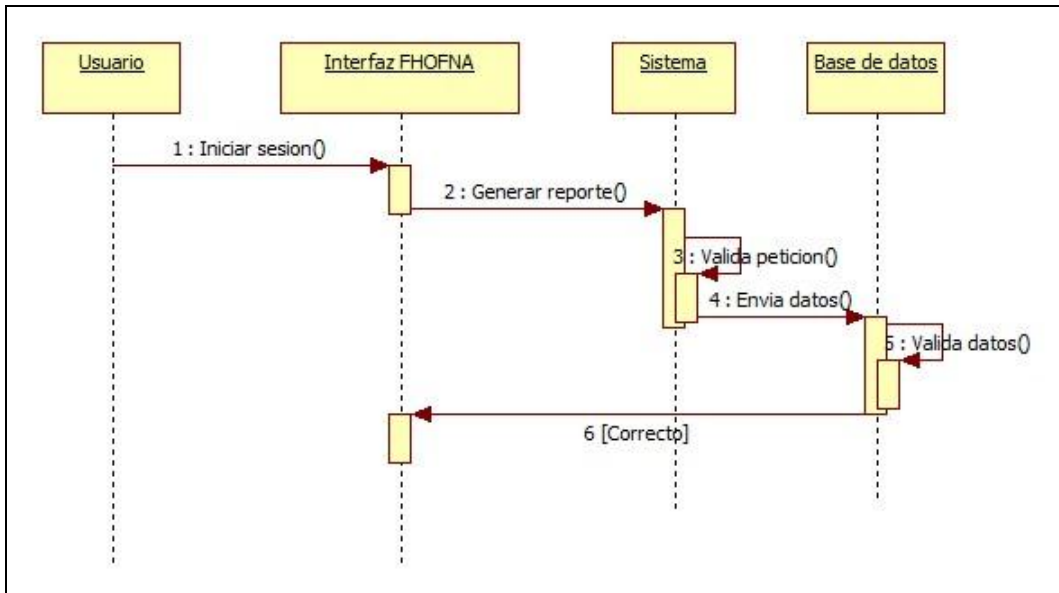 Usuario
Interfaz FHOFNA
Sistema
Base de datos
1 : Iniciar sesion()
2 : Generar reporte()
3 : Valida peticion()
4 : Envia datos()
5 : Valida datos()
6 [Correcto]